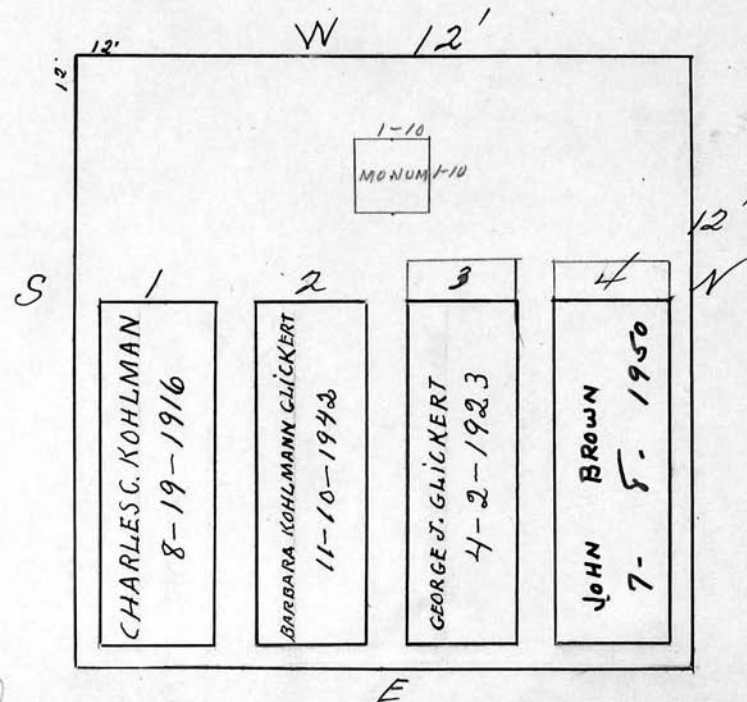 W
12'
12'
12'
1-10
MONUM
1-10
12'
S
1
2
3
4
N
CHARLES C. KOHLMAN
8-19-1916
BARBARA KOHLMANN GLICKERT
11-10-1942
GEORGE J. GLICKERT
4-2-1923
JOHN BROWN
7- 8. 1950
E